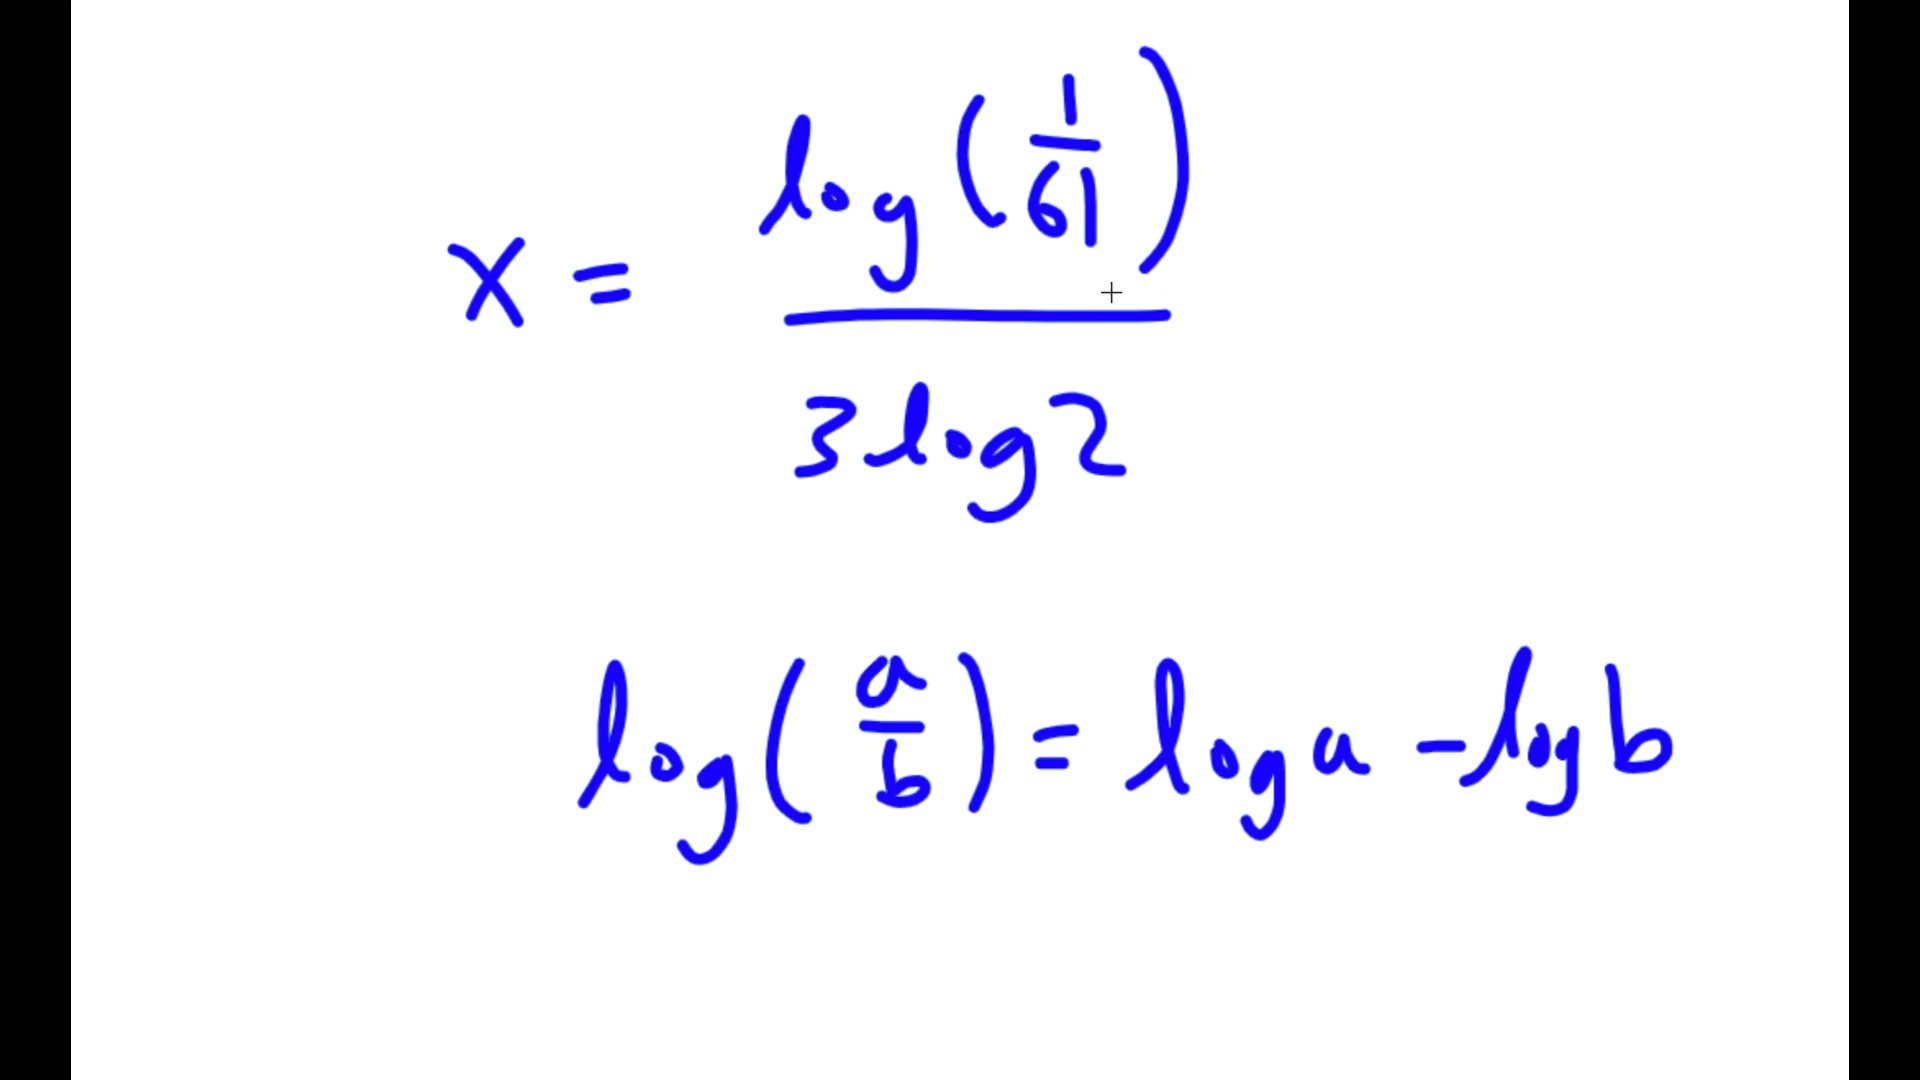 x = log(1/61) / 3log2
log(a/b) = log a - log b